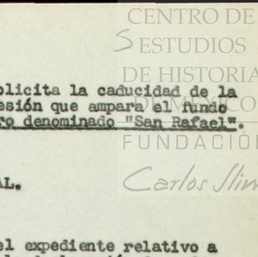 CENTRO DE
ESTUDIOS
DE HISTORIA
olicita la caducidad de la
esión que ampara el fundo
ro denominado "San Rafael".
FUNDACIÓN
AL.
Carlos Slim
el expediente relativo a